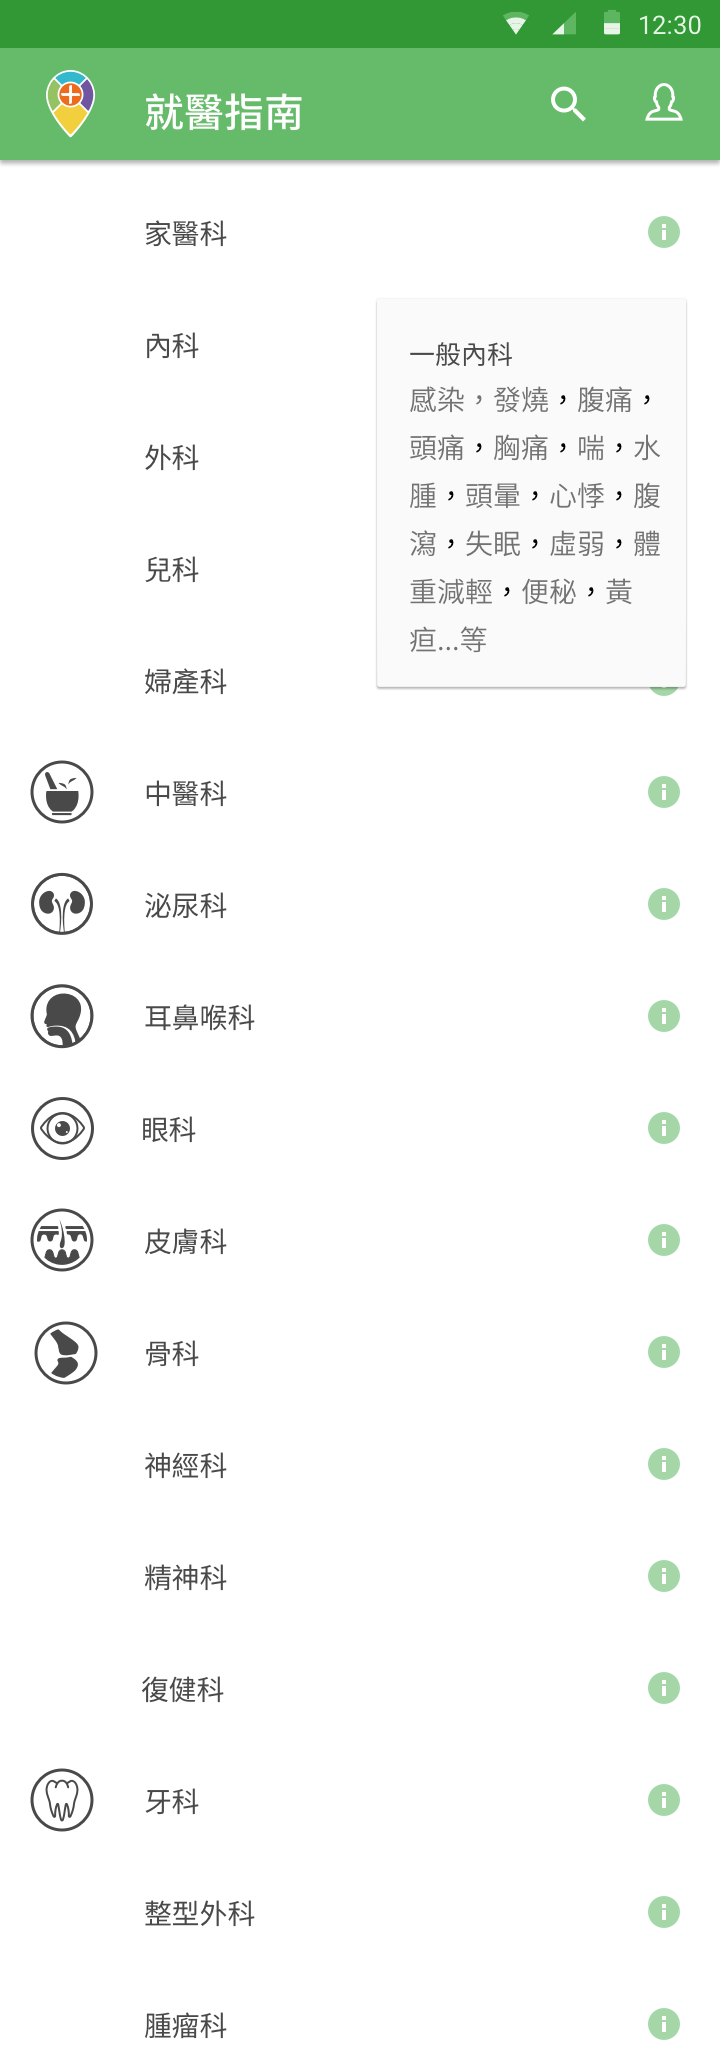 12:30
就醫指南
家醫科
內科
一般內科
感染，發燒，腹痛，
頭痛，胸痛，喘，水
腫，頭暈，心悸，腹
瀉，失眠，虛弱，體
重減輕，便秘，黃
疸...等
外科
兒科
婦產科
中醫科
泌尿科
耳鼻喉科
眼科
皮膚科
骨科
神經科
精神科
復健科
牙科
整型外科
腫瘤科